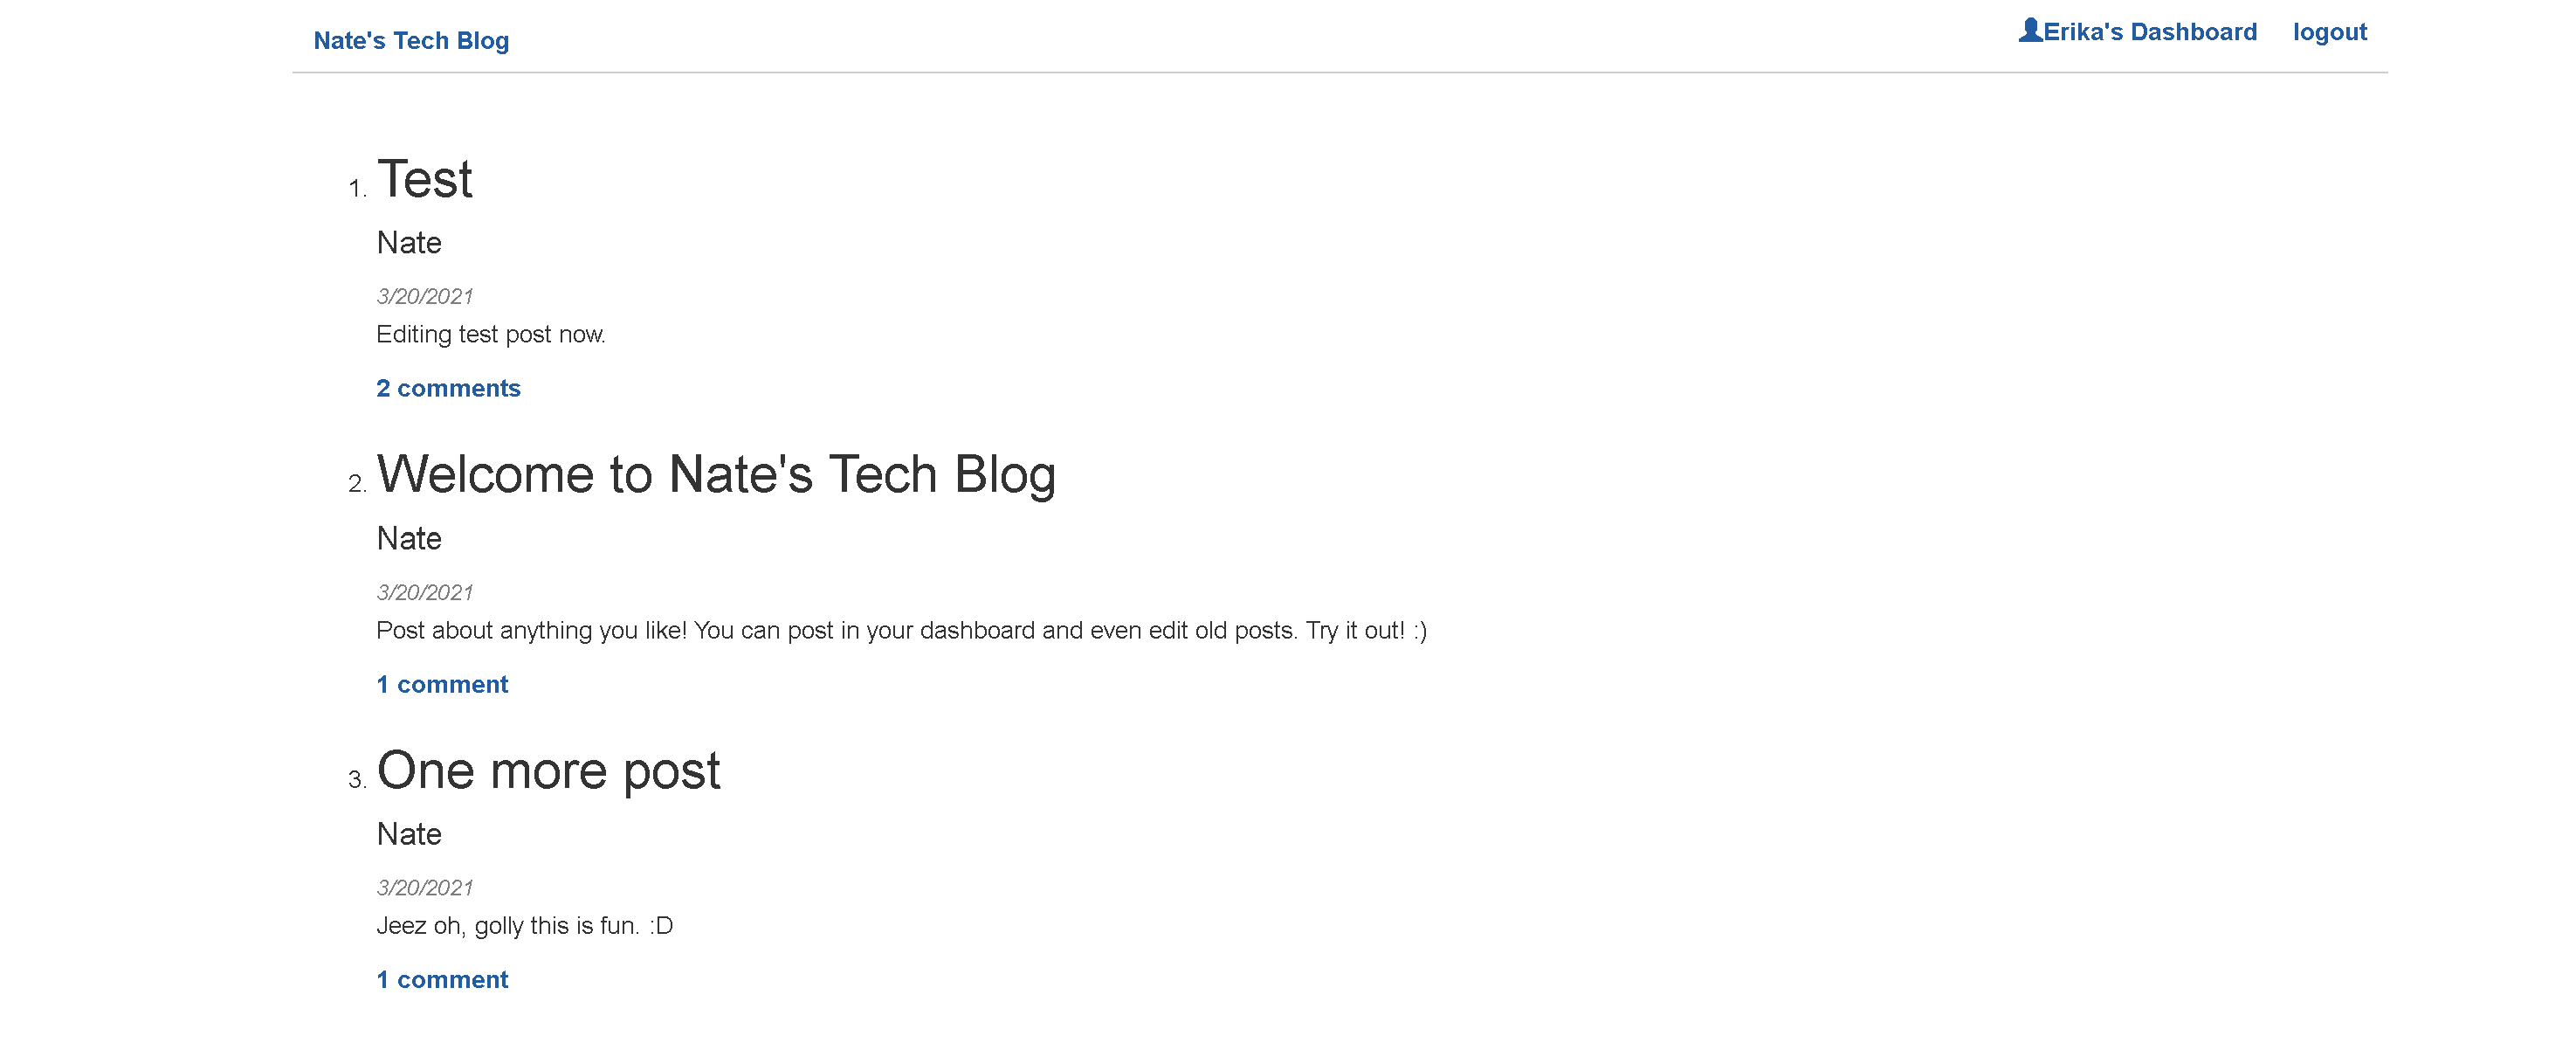 Nate's Tech Blog
Erika's Dashboard logout
1. Test
Nate
3/20/2021
Editing test post now.
2 comments
2. Welcome to Nate's Tech Blog
Nate
3/20/2021
Post about anything you like! You can post in your dashboard and even edit old posts. Try it out! :)
1 comment
3. One more post
Nate
3/20/2021
Jeez oh, golly this is fun. :D
1 comment